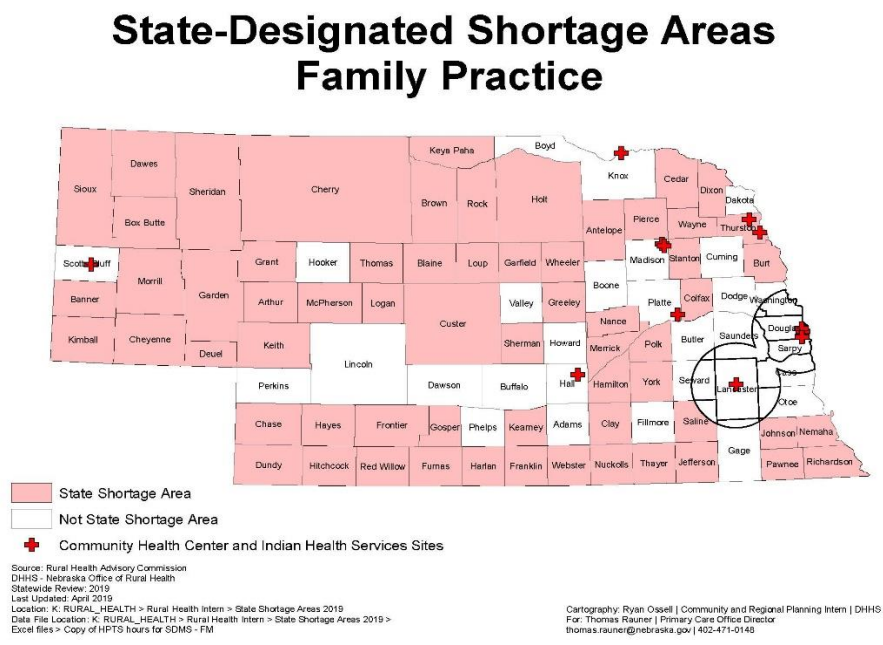 State-Designated Shortage Areas
Family Practice
Keya Paha
Boyd
Knox
Cedar
Dixon
Dakota
Dawes
Sioux
Sheridan
Cherry
Brown
Rock
Holt
Box Butte
Antelope
Pierce
Wayne
Thurston
Scotts Bluff
Morrill
Garden
Grant
Hooker
Thomas
Blaine
Loup
Garfield
Wheeler
Boone
Madison
Stanton
Cuming
Burt
Banner
Arthur
McPherson
Logan
Custer
Valley
Greeley
Platte
Colfax
Dodge
Washington
Kimball
Cheyenne
Deuel
Keith
Lincoln
Sherman
Howard
Nance
Merrick
Polk
Butler
Saunders
Douglas
Sarpy
Perkins
Dawson
Buffalo
Hall
Hamilton
York
Seward
Lancaster
Cass
Otoe
Chase
Hayes
Frontier
Gosper
Phelps
Kearney
Adams
Clay
Fillmore
Saline
Gage
Johnson
Nemaha
Dundy
Hitchcock
Red Willow
Furnas
Harlan
Franklin
Webster
Nuckolls
Thayer
Jefferson
Pawnee
Richardson
State Shortage Area
Not State Shortage Area
Community Health Center and Indian Health Services Sites
Source: Rural Health Advisory Commission
DHHS - Nebraska Office of Rural Health
Statewide Review: 2019
Last Updated: April 2019
Location: K: RURAL_HEALTH > Rural Health Intern > State Shortage Areas 2019
Data File Location: K: RURAL_HEALTH > Rural Health Intern > State Shortage Areas 2019 >
Excel files > Copy of HPTS hours for SDMS - FM
Cartography: Ryan Ossell | Community and Regional Planning Intern | DHHS
For: Thomas Rauner | Primary Care Office Director
thomas.rauner@nebraska.gov | 402-471-0148